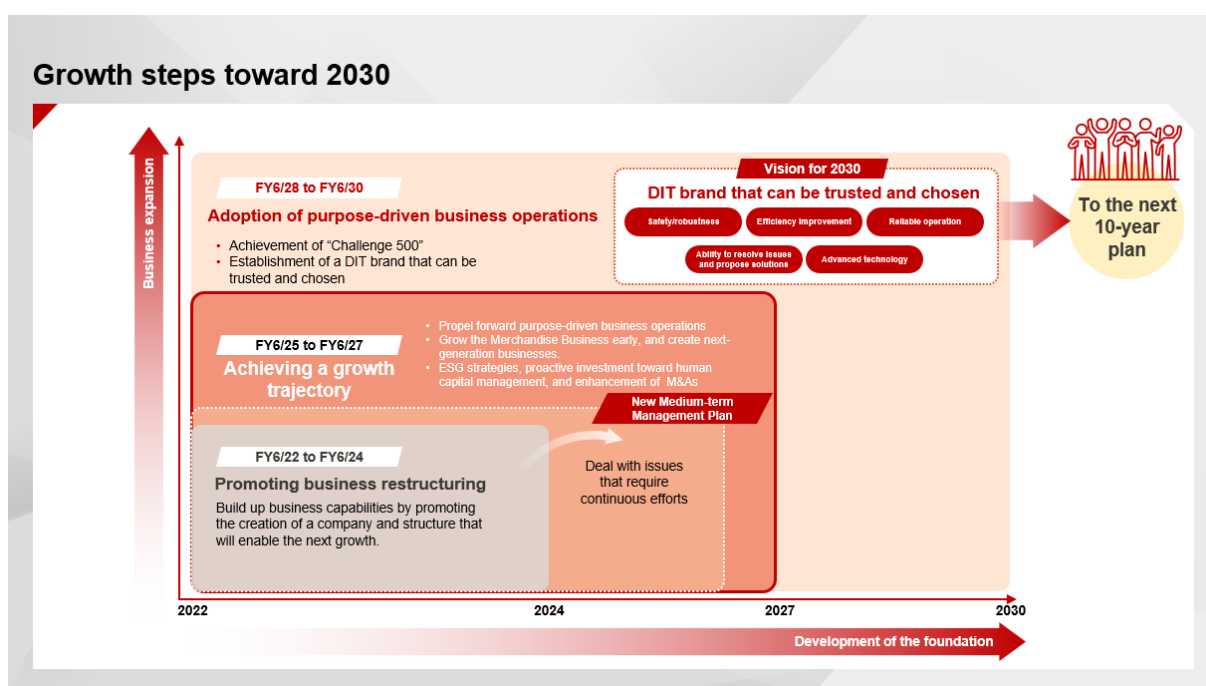 Growth steps toward 2030
Business expansion
FY6/28 to FY6/30
Adoption of purpose-driven business operations
• Achievement of “Challenge 500”
• Establishment of a DIT brand that can be
trusted and chosen
Vision for 2030
DIT brand that can be trusted and chosen
Safety/robustness
Efficiency improvement
Reliable operation
Ability to resolve issues
and propose solutions
Advanced technology
To the next
10-year
plan
FY6/25 to FY6/27
Achieving a growth
trajectory
• Propel forward purpose-driven business operations
• Grow the Merchandise Business early, and create next-
generation businesses.
• ESG strategies, proactive investment toward human
capital management, and enhancement of M&As
New Medium-term
Management Plan
FY6/22 to FY6/24
Promoting business restructuring
Build up business capabilities by promoting
the creation of a company and structure that
will enable the next growth.
Deal with issues
that require
continuous efforts
2022
2024
2027
2030
Development of the foundation